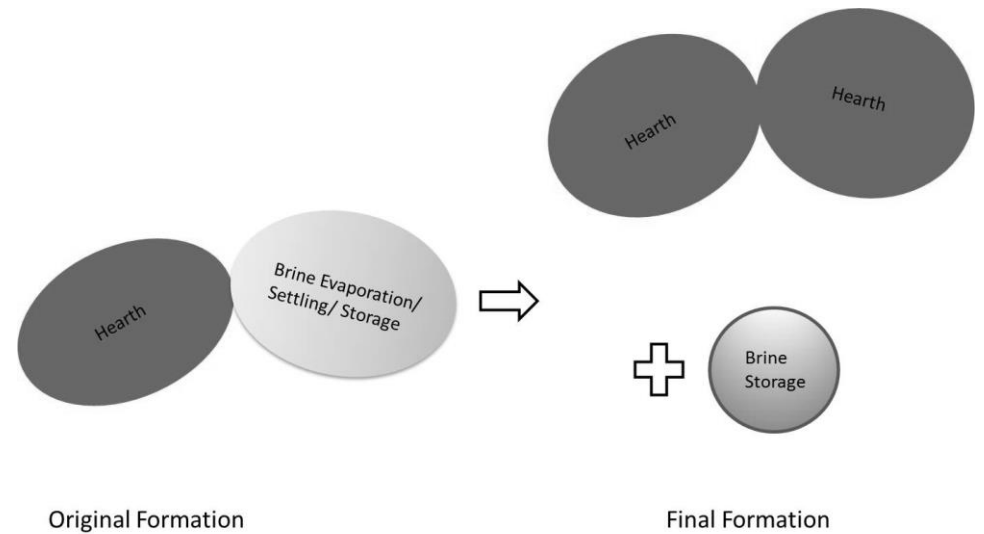 Hearth
Hearth
Hearth
Brine Evaporation/
Settling/ Storage
Brine
Storage
Original Formation
Final Formation